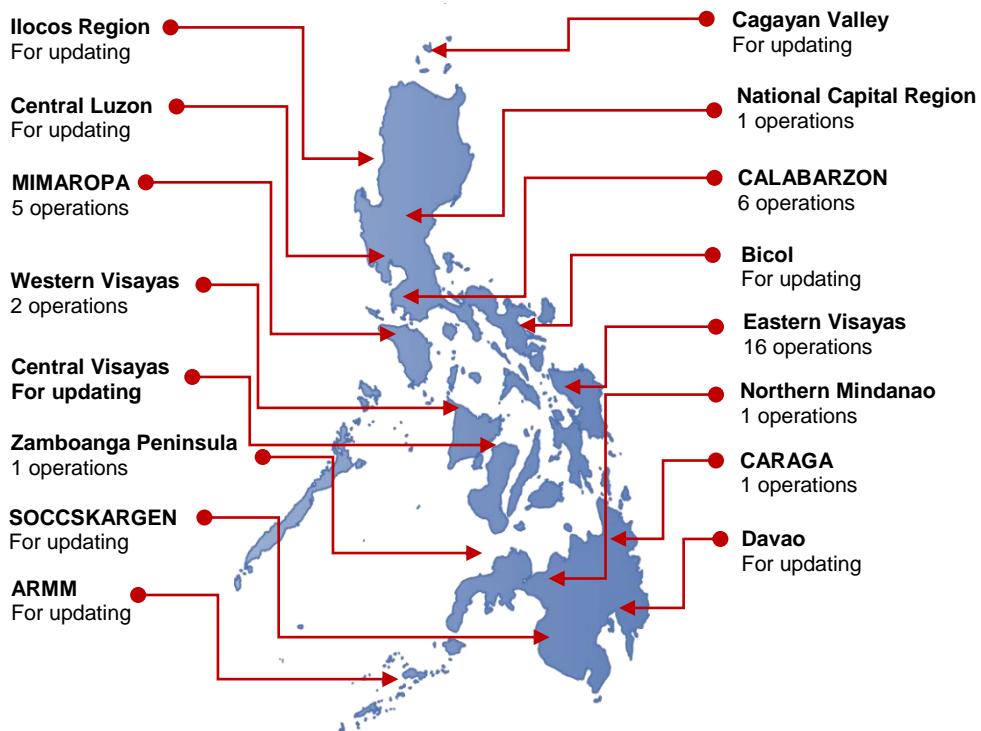 Ilocos Region
For updating
Central Luzon
For updating
MIMAROPA
5 operations
Western Visayas
2 operations
Central Visayas
For updating
Zamboanga Peninsula
1 operations
SOCCSKARGEN
For updating
ARMM
For updating
Cagayan Valley
For updating
National Capital Region
1 operations
CALABARZON
6 operations
Bicol
For updating
Eastern Visayas
16 operations
Northern Mindanao
1 operations
CARAGA
1 operations
Davao
For updating